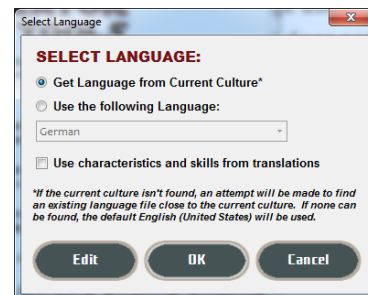 Select Language
SELECT LANGUAGE:
Get Language from Current Culture*
Use the following Language:
German
Use characteristics and skills from translations
*If the current culture isn't found, an attempt will be made to find
an existing language file close to the current culture. If none can
be found, the default English (United States) will be used.
Edit OK Cancel